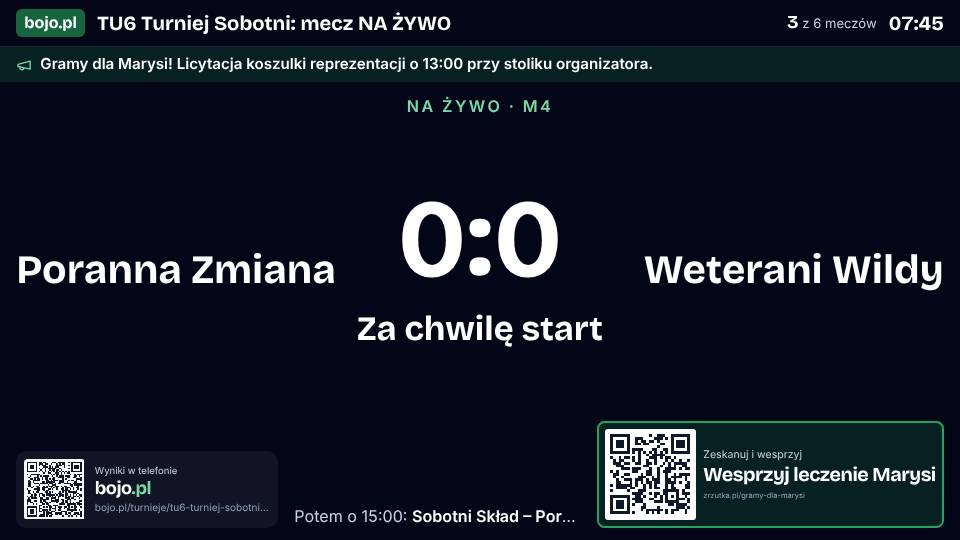 bojo.pl TU6 Turniej Sobotni: mecz NA ŻYWO 3 z 6 meczów 07:45
Gramy dla Marysi! Licytacja koszulki reprezentacji o 13:00 przy stoliku organizatora.
NA ŻYWO · M4
Poranna Zmiana 0:0 Weterani Wildy
Za chwilę start
Wyniki w telefonie
bojo.pl
bojo.pl/turnieje/tu6-turniej-sobotni...
Potem o 15:00: Sobotni Skład – Por...
Zeskanuj i wesprzyj
Wesprzyj leczenie Marysi
zrzutka.pl/gramy-dla-marysi